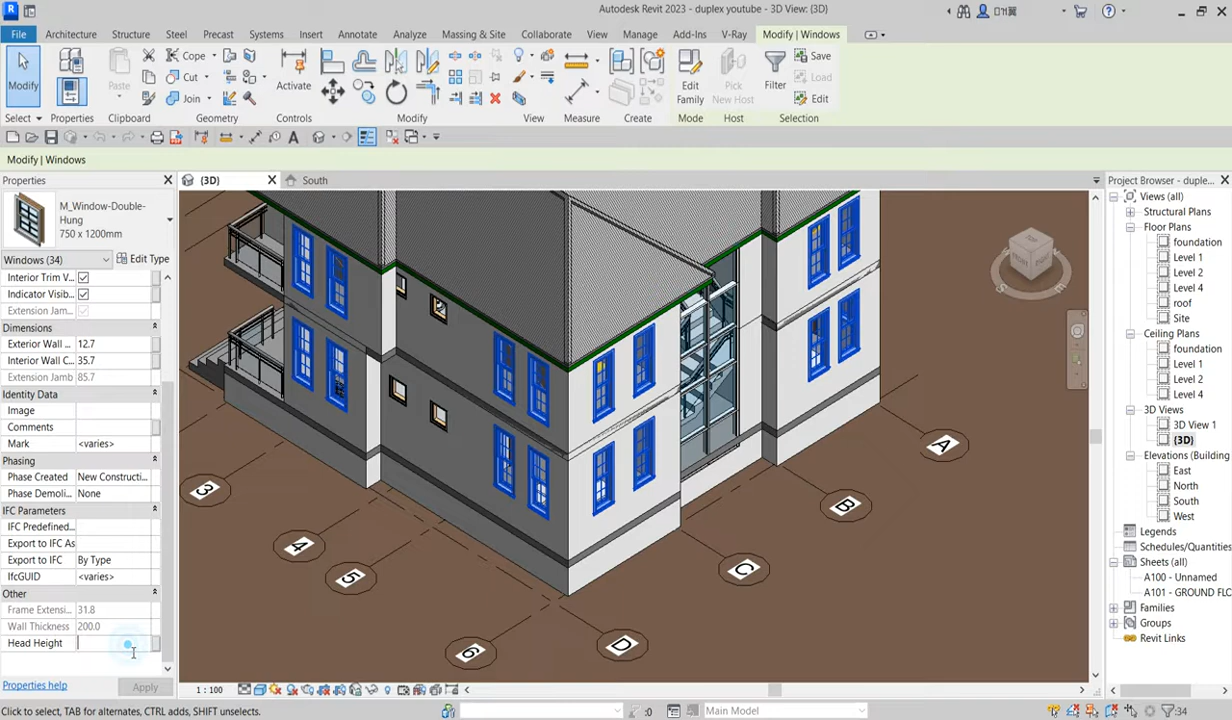 Autodesk Revit 2023 - duplex youtube - 3D View: {3D}
File Architecture Structure Steel Precast Systems Insert Annotate Analyze Massing & Site Collaborate View Manage Add-Ins V-Ray Modify | Windows
Modify
Properties
Paste
Cope
Cut
Join
Activate
Edit
Family
Pick
New Host
Filter
Save
Load
Edit
Select Properties Clipboard Geometry Controls Modify View Measure Create Mode Host Selection
Modify | Windows
Properties
{3D}
South
Project Browser - duple...
M_Window-Double-
Hung
750 x 1200mm
Windows (34) Edit Type
Interior Trim V...
Indicator Visib...
Extension Jam...
Dimensions
Exterior Wall ... 12.7
Interior Wall C... 35.7
Extension Jamb 85.7
Identity Data
Image
Comments
Mark <varies>
Phasing
Phase Created New Constructi...
Phase Demoli... None
IFC Parameters
IFC Predefined...
Export to IFC As
Export to IFC By Type
IfcGUID <varies>
Other
Frame Extensi... 31.8
Wall Thickness 200.0
Head Height
Properties help Apply
3
4
5
6
A
B
C
D
TOP
Views (all)
Structural Plans
Floor Plans
foundation
Level 1
Level 2
Level 4
roof
Site
Ceiling Plans
foundation
Level 1
Level 2
Level 4
3D Views
3D View 1
{3D}
Elevations (Building
East
North
South
West
Legends
Schedules/Quantities
Sheets (all)
A100 - Unnamed
A101 - GROUND FLC
Families
Groups
Revit Links
1 : 100
Click to select, TAB for alternates, CTRL adds, SHIFT unselects.
:0
Main Model
:34